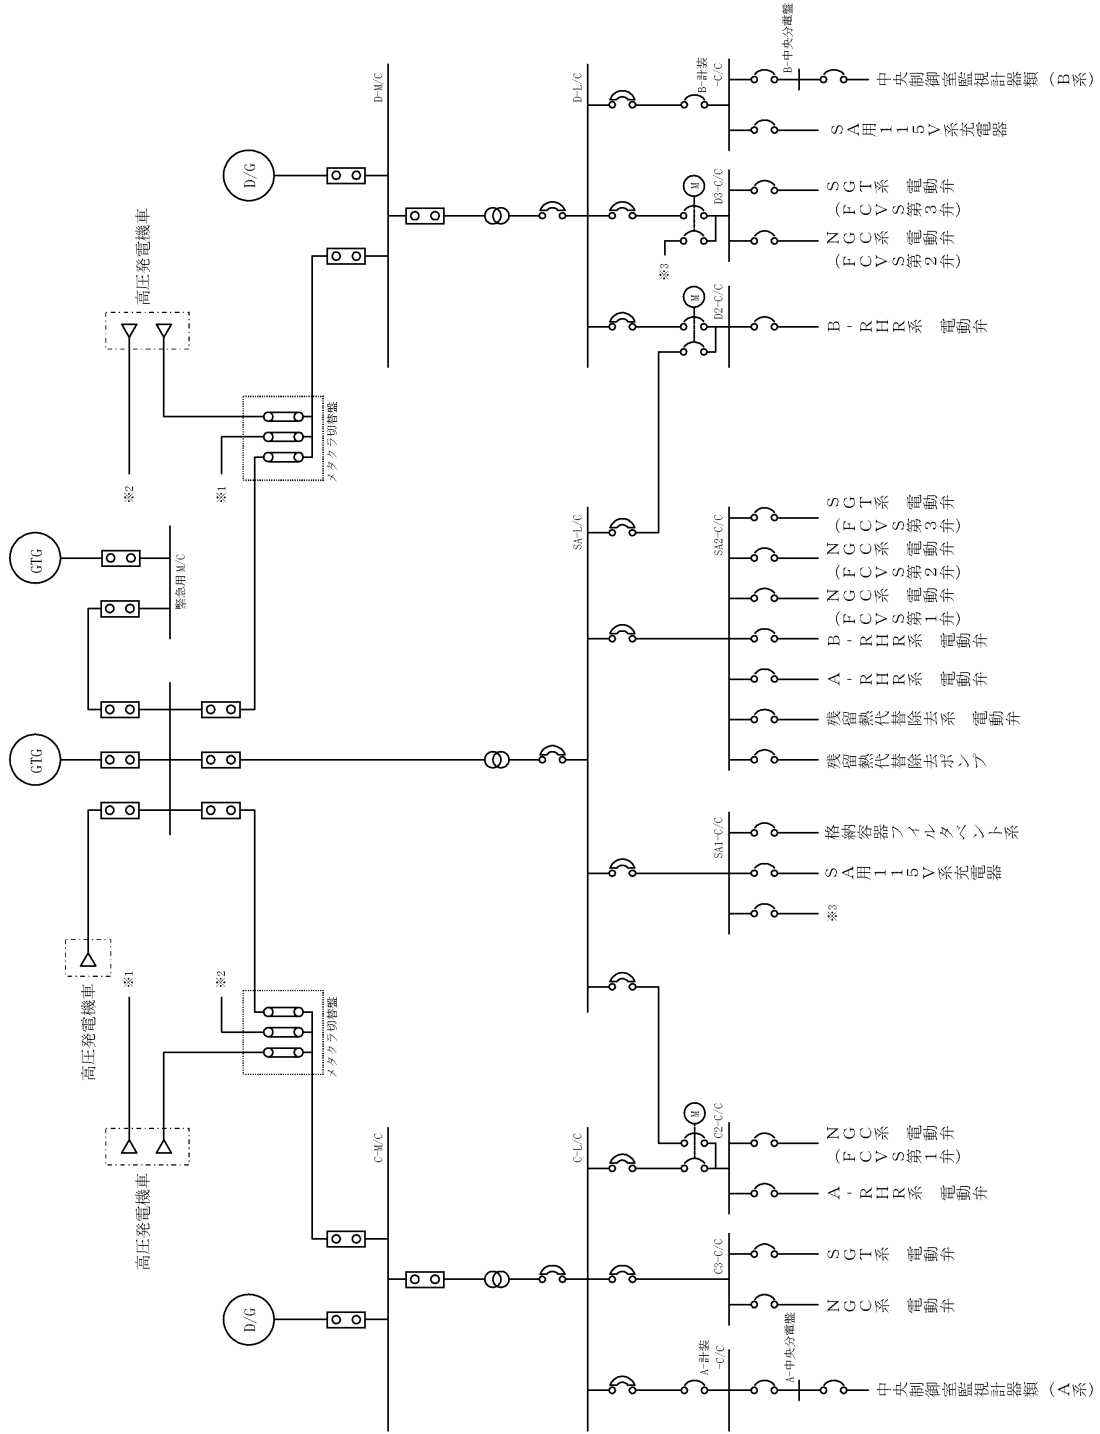 D/G
高圧発電機車
高圧発電機車
※1
※2
メタクラ切替盤
GTG
GTG
緊急用M/C
高圧発電機車
※2
※1
メタクラ切替盤
D/G
C-M/C
D-M/C
C-L/C
SA-L/C
D-L/C
A-計装
-C/C
C3-C/C
C2-C/C
M
SA1-C/C
SA2-C/C
D2-C/C
M
※3
D3-C/C
M
B-計装
-C/C
A-中央分電盤
B-中央分電盤
中央制御室監視計器類（A系）
NGC系 電動弁
SGT系 電動弁
A-RHR系 電動弁
NGC系 電動弁
（FCVS第1弁）
※3
SA用115V系充電器
格納容器フィルタベント系
残留熱代替除去ポンプ
残留熱代替除去系 電動弁
A-RHR系 電動弁
B-RHR系 電動弁
NGC系 電動弁
（FCVS第1弁）
NGC系 電動弁
（FCVS第2弁）
SGT系 電動弁
（FCVS第3弁）
B-RHR系 電動弁
NGC系 電動弁
（FCVS第2弁）
SGT系 電動弁
（FCVS第3弁）
SA用115V系充電器
中央制御室監視計器類（B系）